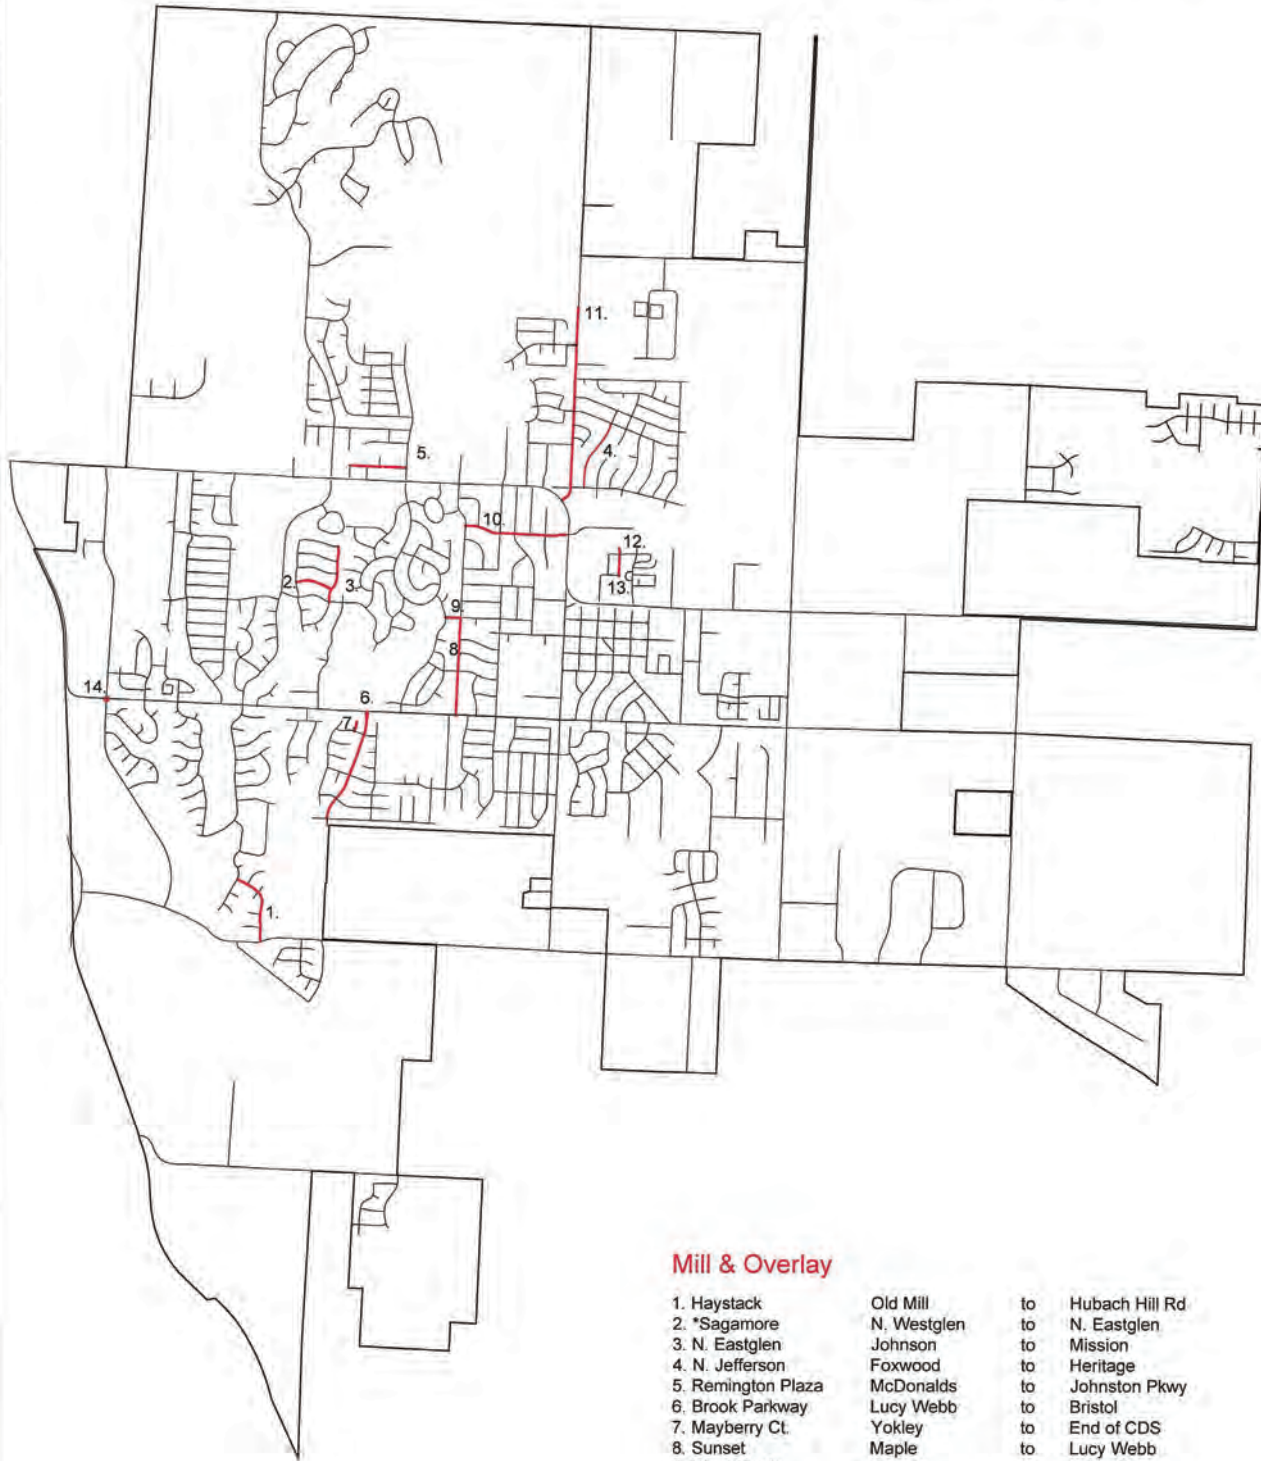 11.
5.
4.
10.
12.
2.
3.
13.
9.
8
14.
6.
7.
1.
Mill & Overlay
1. Haystack Old Mill to Hubach Hill Rd
2. *Sagamore N. Westglen to N. Eastglen
3. N. Eastglen Johnson to Mission
4. N. Jefferson Foxwood to Heritage
5. Remington Plaza McDonalds to Johnston Pkwy
6. Brook Parkway Lucy Webb to Bristol
7. Mayberry Ct. Yokley to End of CDS
8. Sunset Maple to Lucy Webb